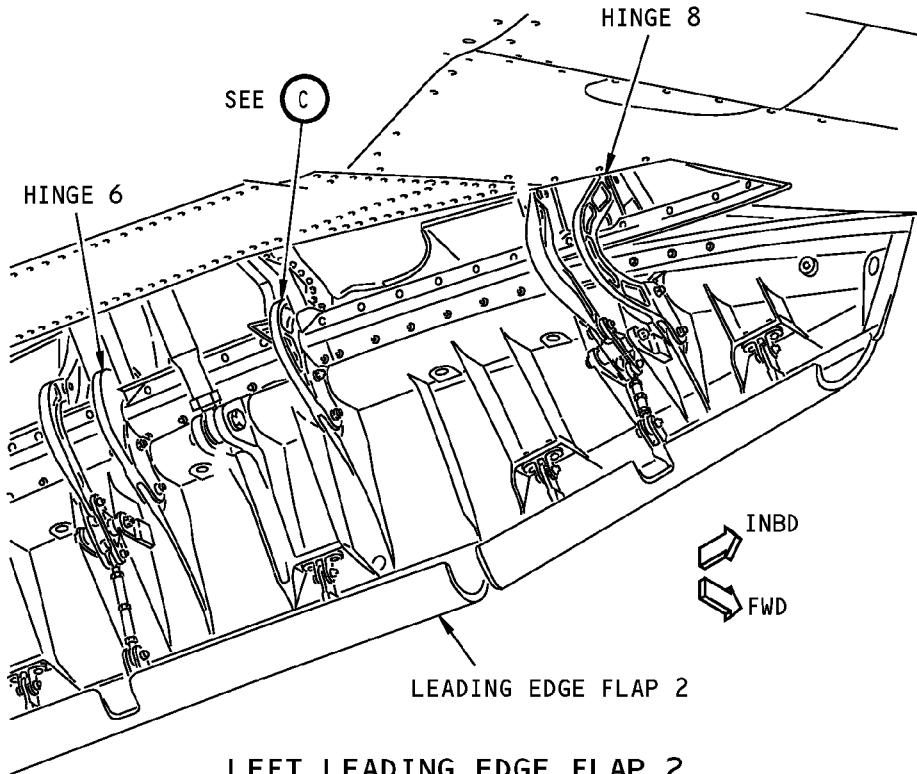 HINGE 8
SEE C
HINGE 6
INBD
FWD
LEADING EDGE FLAP 2
LEFT LEADING EDGE FLAP 2